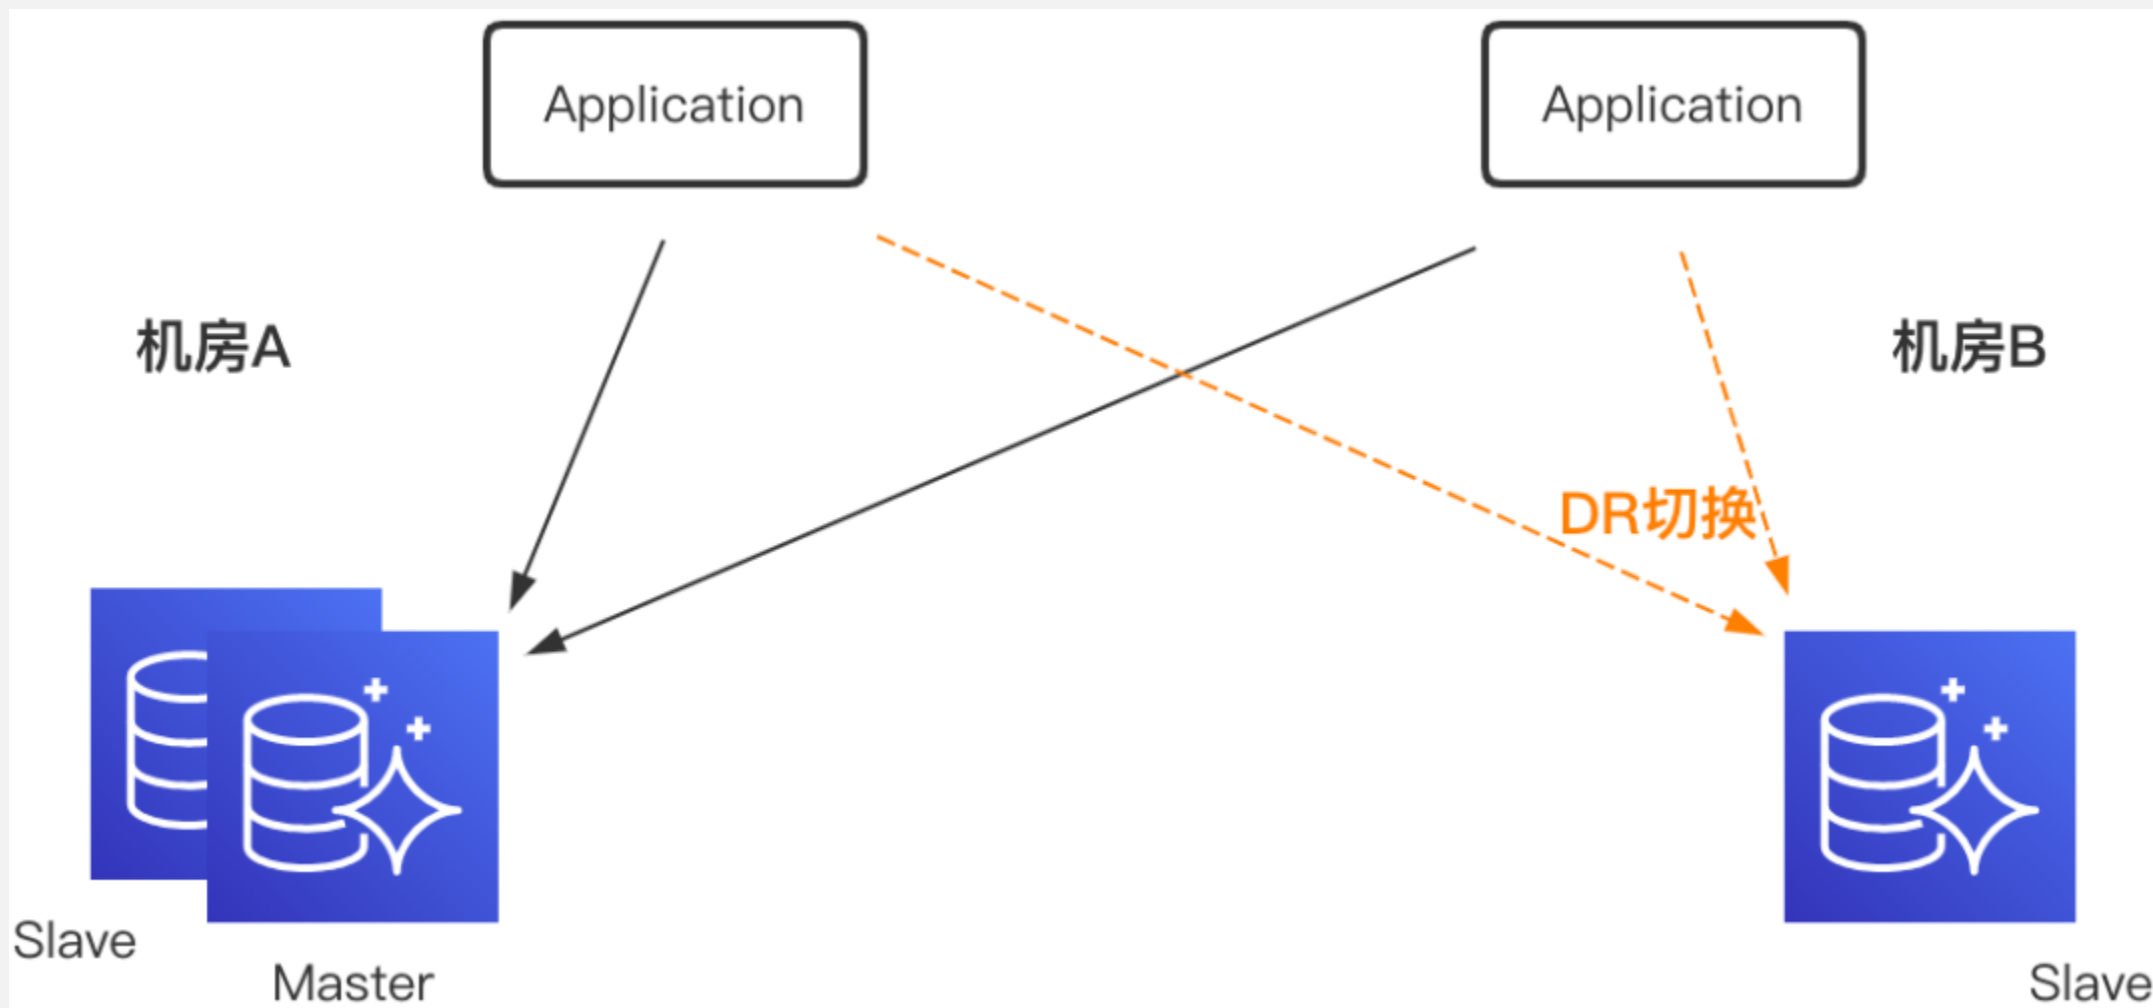 Application
Application
机房A
机房B
DR切换
Slave
Master
Slave